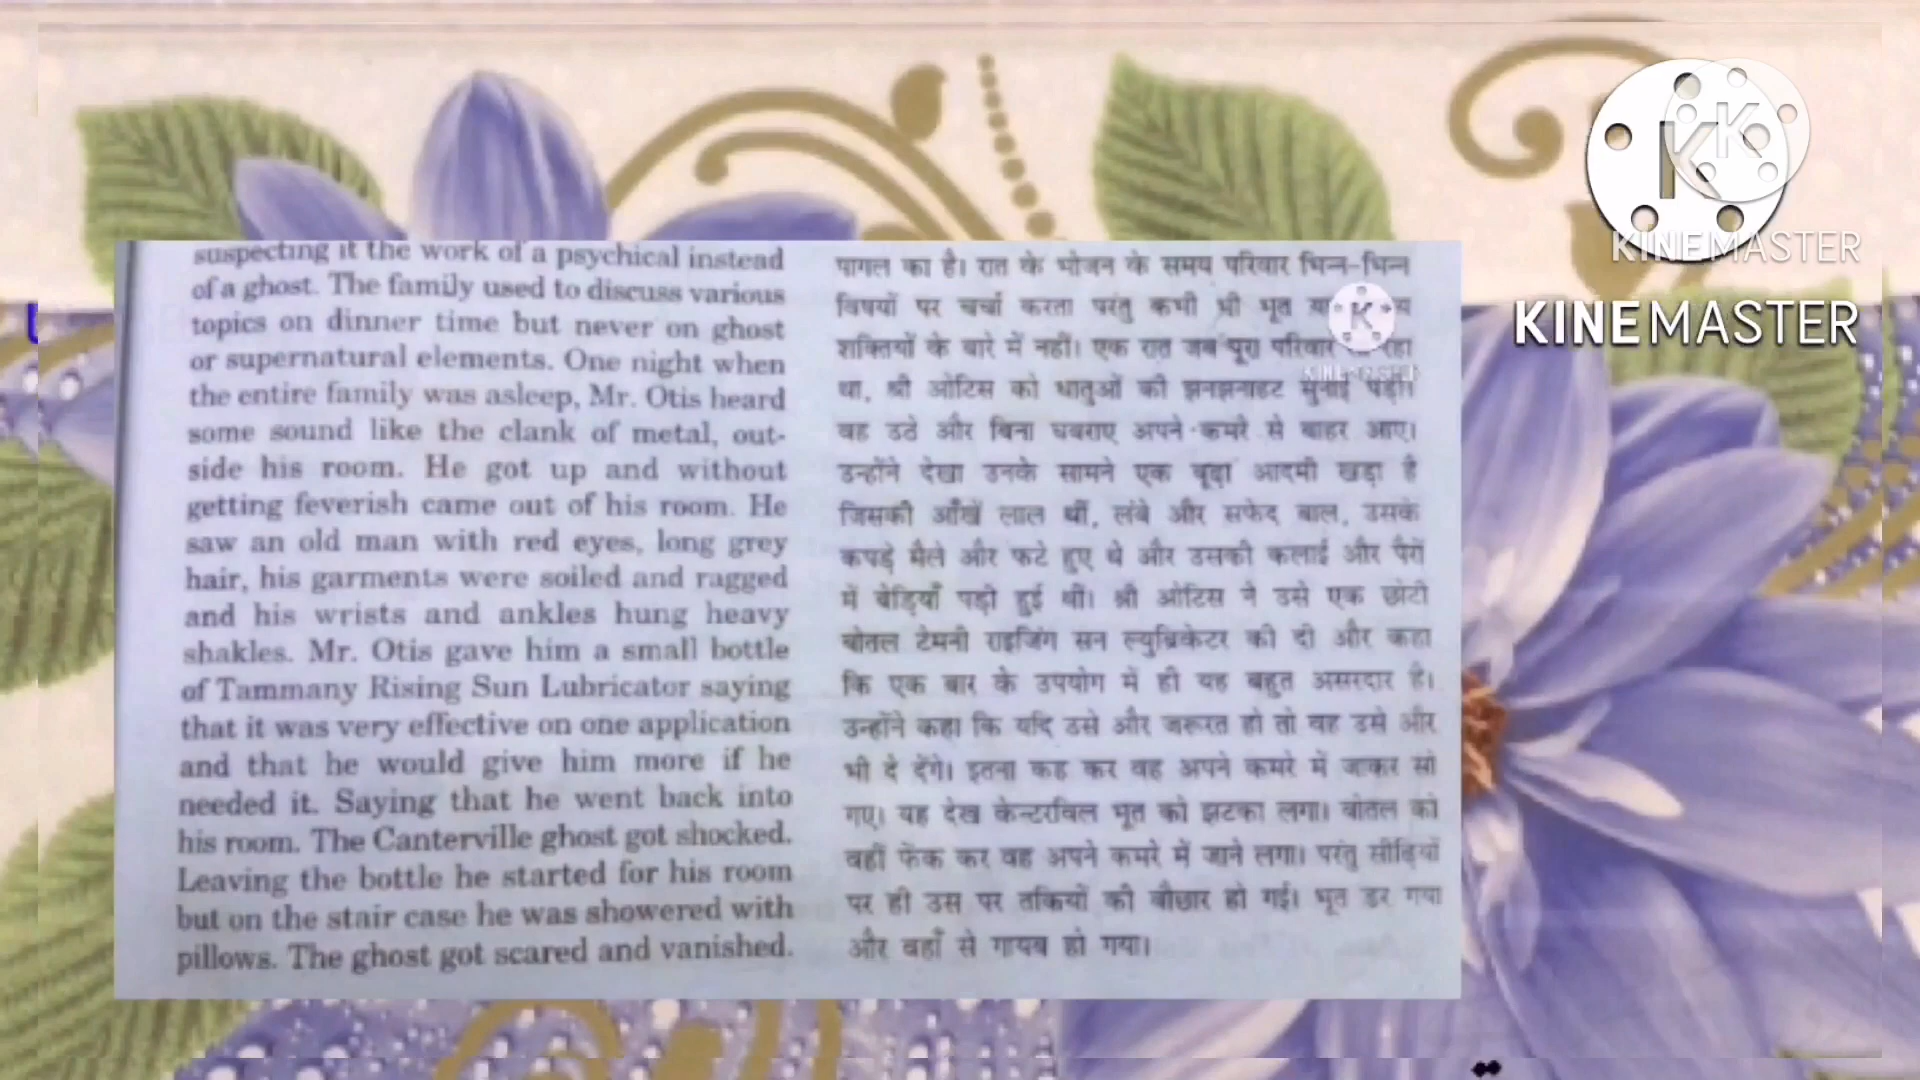 suspecting it the work of a psychical instead
of a ghost. The family used to discuss various
topics on dinner time but never on ghost
or supernatural elements. One night when
the entire family was asleep, Mr. Otis heard
some sound like the clank of metal, out-
side his room. He got up and without
getting feverish came out of his room. He
saw an old man with red eyes, long grey
hair, his garments were soiled and ragged
and his wrists and ankles hung heavy
shakles. Mr. Otis gave him a small bottle
of Tammany Rising Sun Lubricator saying
that it was very effective on one application
and that he would give him more if he
needed it. Saying that he went back into
his room. The Canterville ghost got shocked.
Leaving the bottle he started for his room
but on the stair case he was showered with
pillows. The ghost got scared and vanished.
पागल का है। रात के भोजन के समय परिवार भिन्न-भिन्न
विषयों पर चर्चा करता परंतु कभी भी भूत या
शक्तियों के बारे में नहीं। एक रात जब पूरा परिवार रहा
था, श्री ओटिस को धातुओं की झनझनाहट सुनाई पड़ी।
वह उठे और बिना घबराए अपने कमरे से बाहर आए।
उन्होंने देखा उनके सामने एक बूढ़ा आदमी खड़ा है
जिसकी आँखें लाल थीं, लंबे और सफेद बाल, उसके
कपड़े मैले और फटे हुए थे और उसकी कलाई और पैरों
में बेड़ियाँ पड़ी हुई थीं। श्री ओटिस ने उसे एक छोटी
बोतल टेमनी राइजिंग सन ल्युब्रिकेटर की दी और कहा
कि एक बार के उपयोग में ही यह बहुत असरदार है।
उन्होंने कहा कि यदि उसे और जरूरत हो तो वह उसे और
भी दे देंगे। इतना कह कर वह अपने कमरे में जाकर सो
गए। यह देख केन्टरविल भूत को झटका लगा। बोतल को
वहीं फेंक कर वह अपने कमरे में जाने लगा। परंतु सीढ़ियों
पर ही उस पर तकियों की बौछार हो गई। भूत डर गया
और वहाँ से गायब हो गया।
KINEMASTER
KINEMASTER